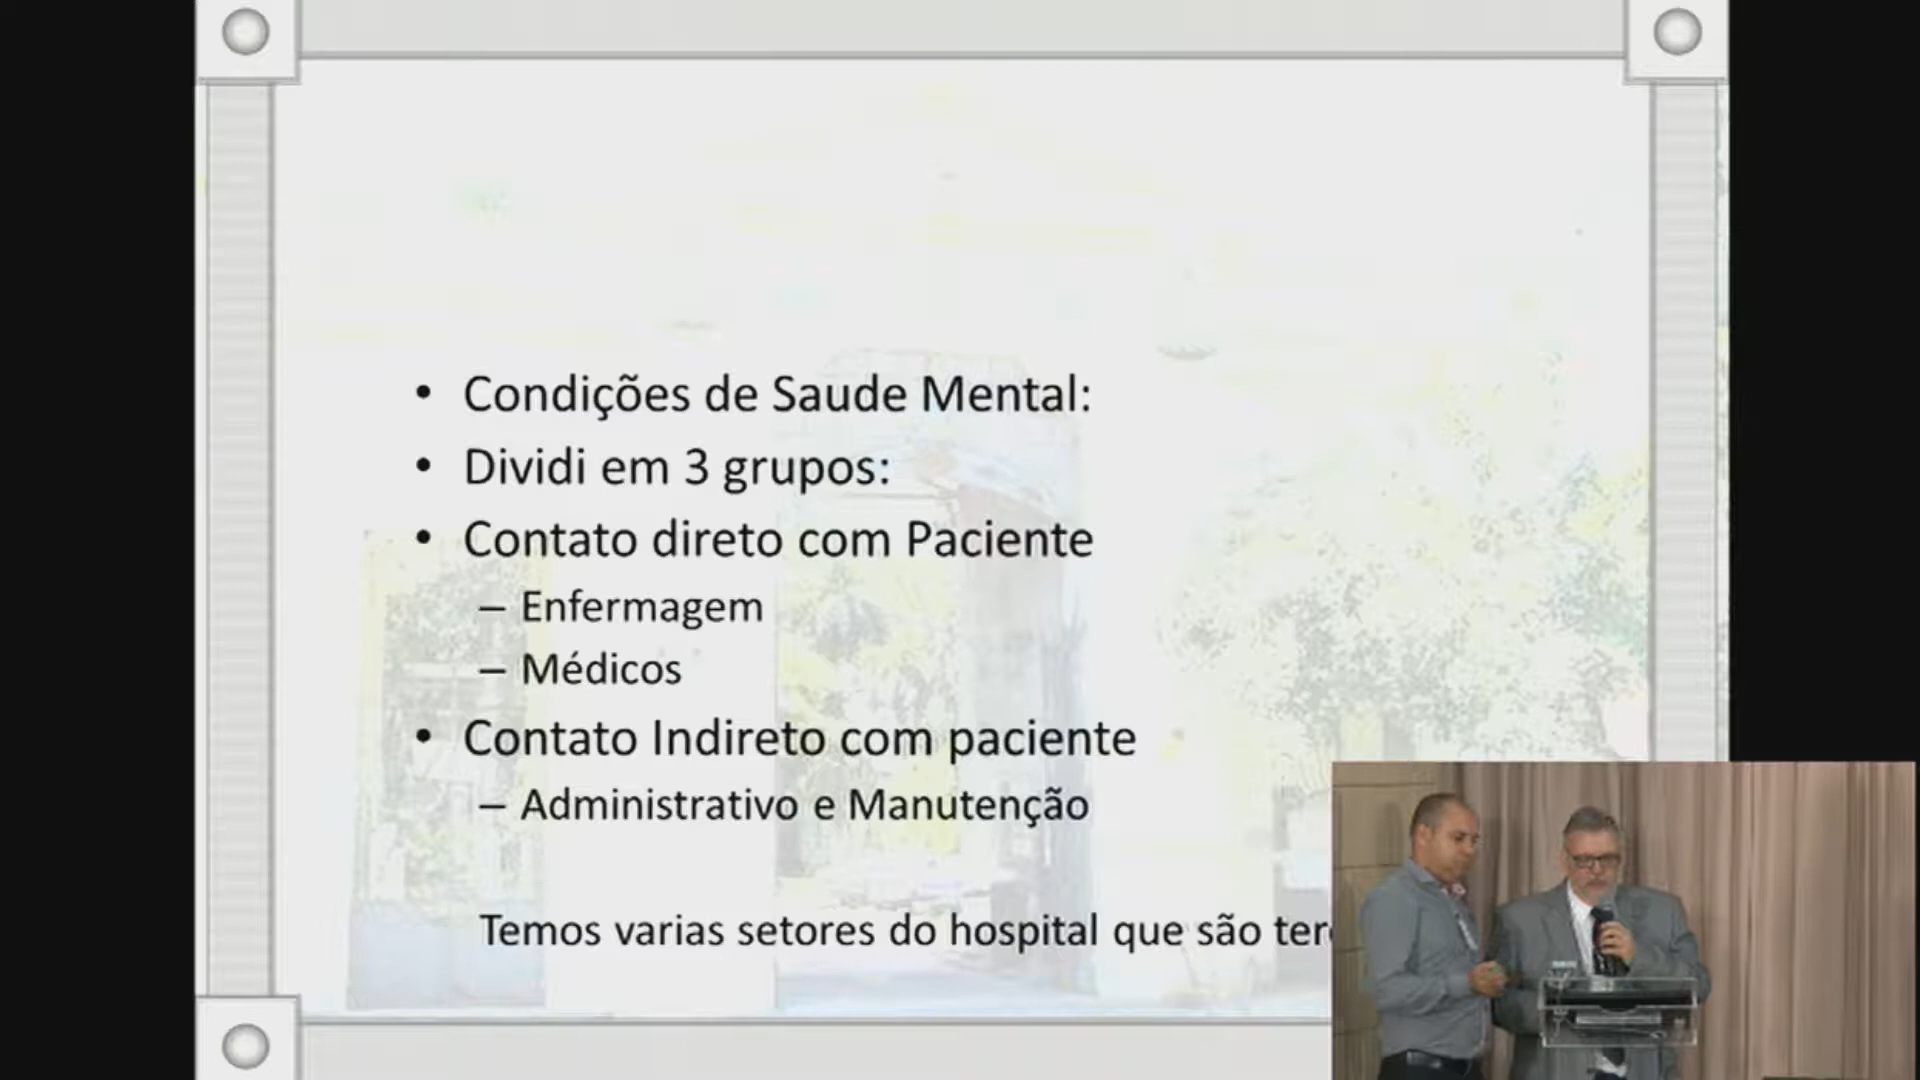 • Condições de Saude Mental:
• Dividi em 3 grupos:
• Contato direto com Paciente
– Enfermagem
– Médicos
• Contato Indireto com paciente
– Administrativo e Manutenção
Temos varias setores do hospital que são